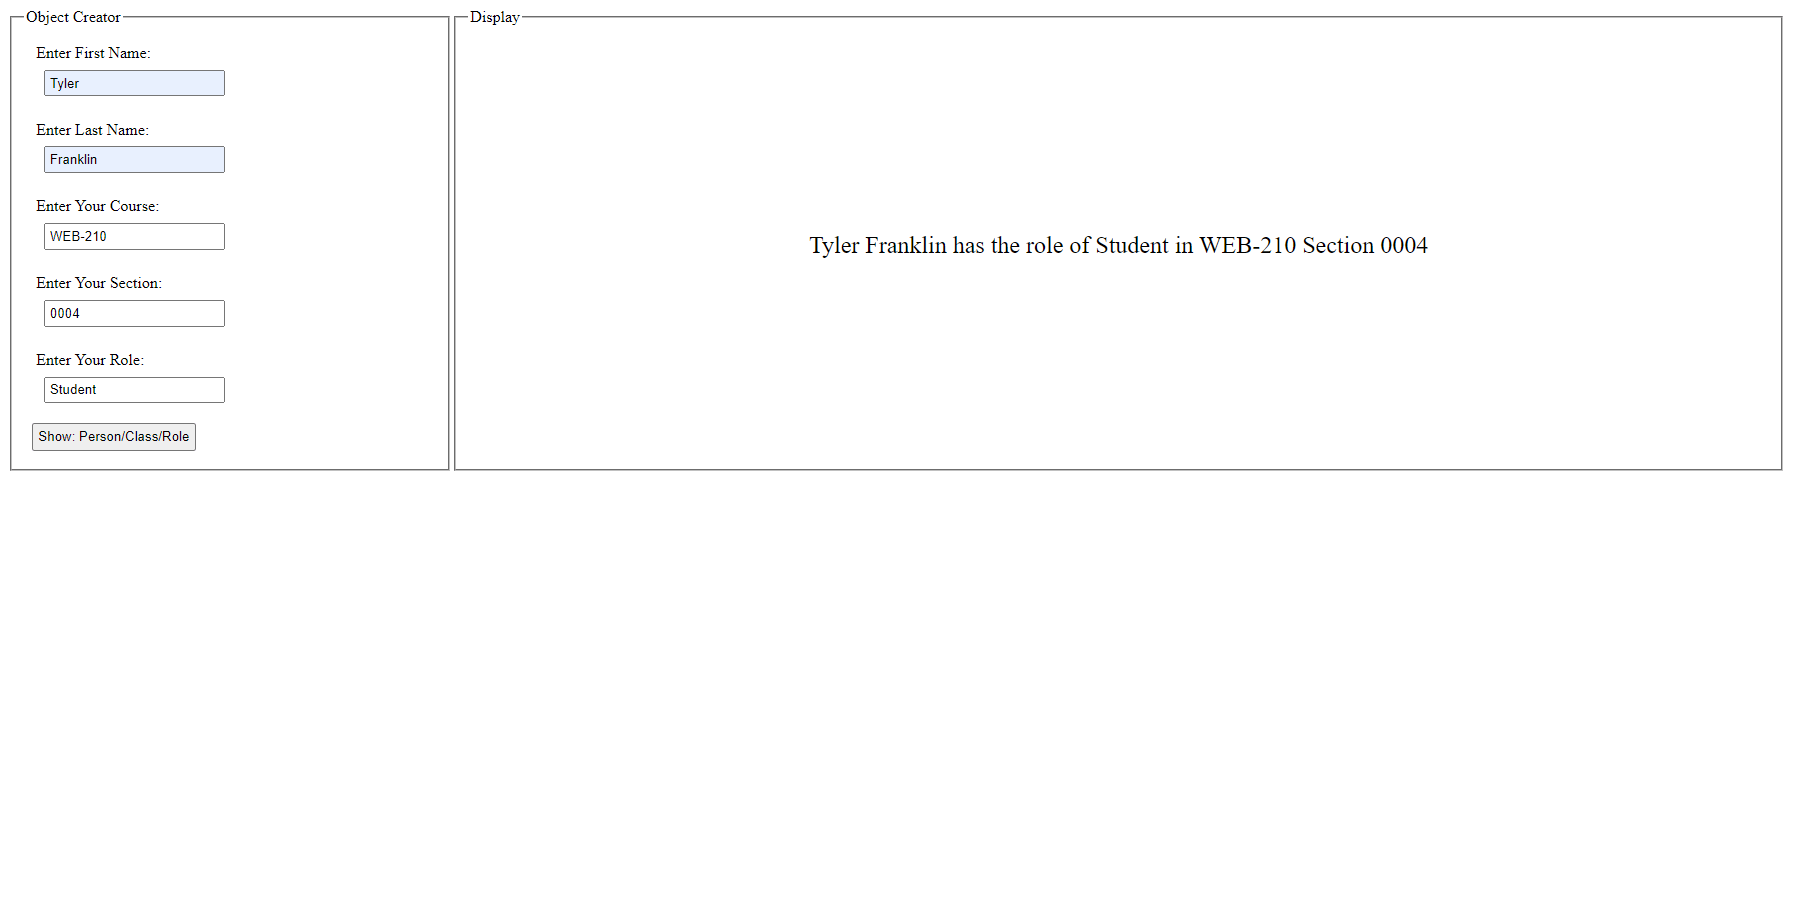 Object Creator
Enter First Name:
Tyler
Enter Last Name:
Franklin
Enter Your Course:
WEB-210
Enter Your Section:
0004
Enter Your Role:
Student
Show: Person/Class/Role
Display
Tyler Franklin has the role of Student in WEB-210 Section 0004